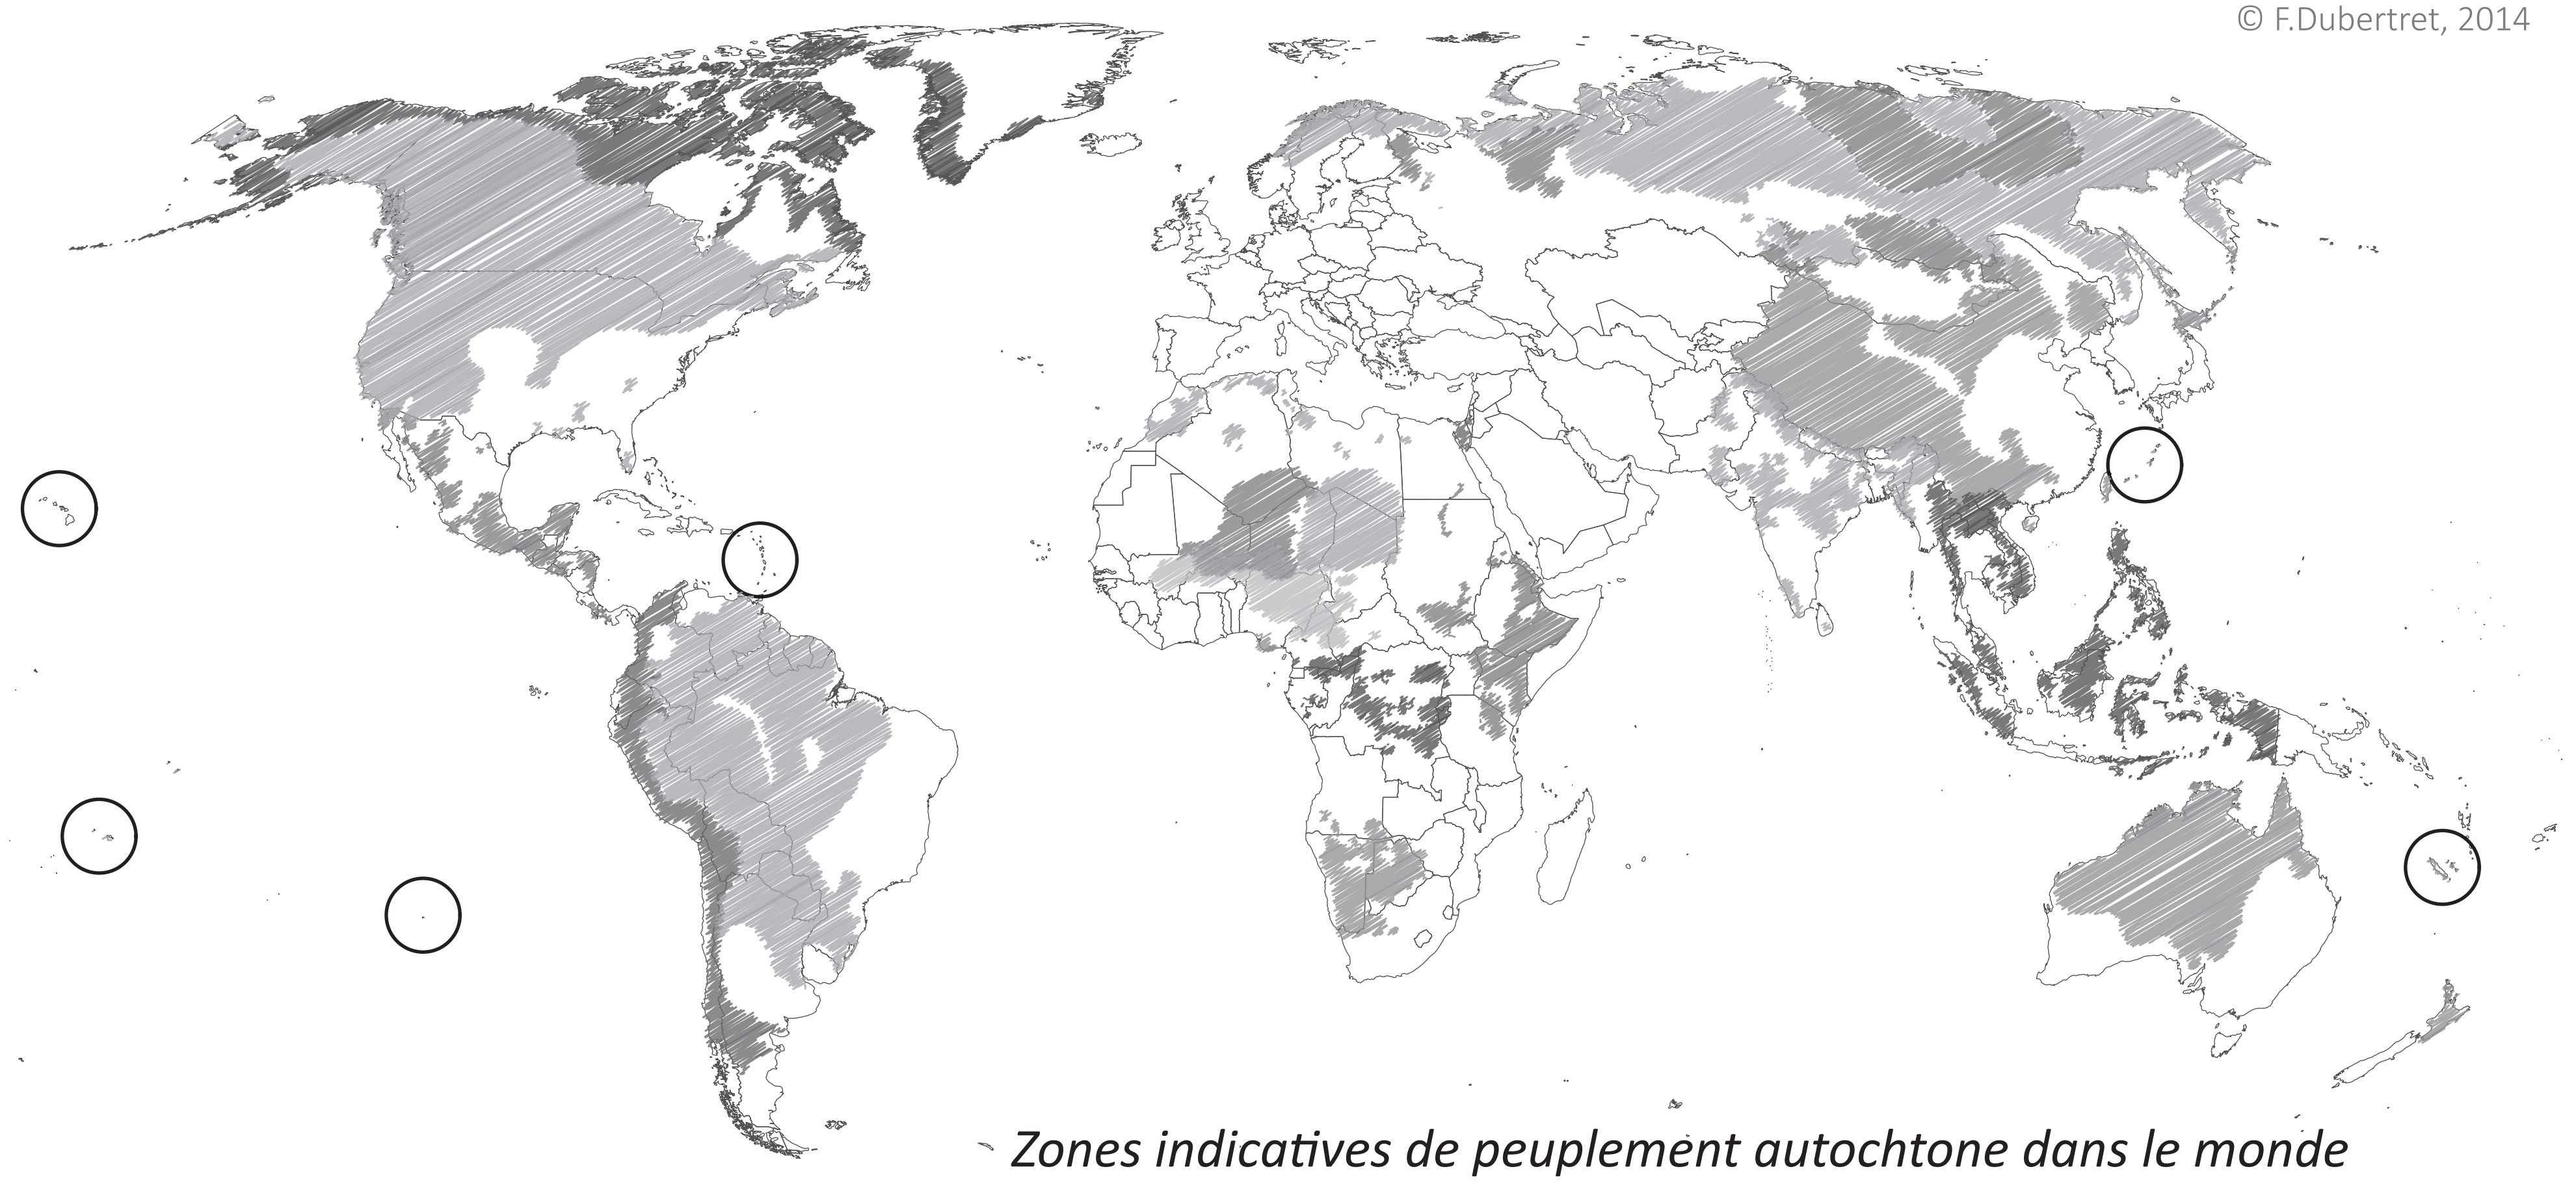 © F.Dubertret, 2014
Zones indicatives de peuplement autochtone dans le monde